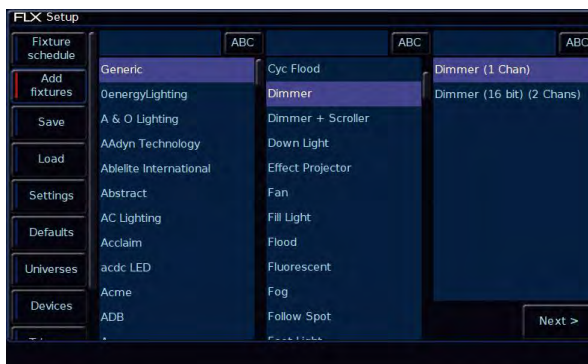 FLX Setup
Fixture
schedule
Add
fixtures
Save
Load
Settings
Defaults
Universes
Devices
ABC
Generic
0energyLighting
A & O Lighting
AAdyn Technology
Ablelite International
Abstract
AC Lighting
Acclaim
acdc LED
Acme
ADB
ABC
Cyc Flood
Dimmer
Dimmer + Scroller
Down Light
Effect Projector
Fan
Fill Light
Flood
Fluorescent
Fog
Follow Spot
ABC
Dimmer (1 Chan)
Dimmer (16 bit) (2 Chans)
Next >